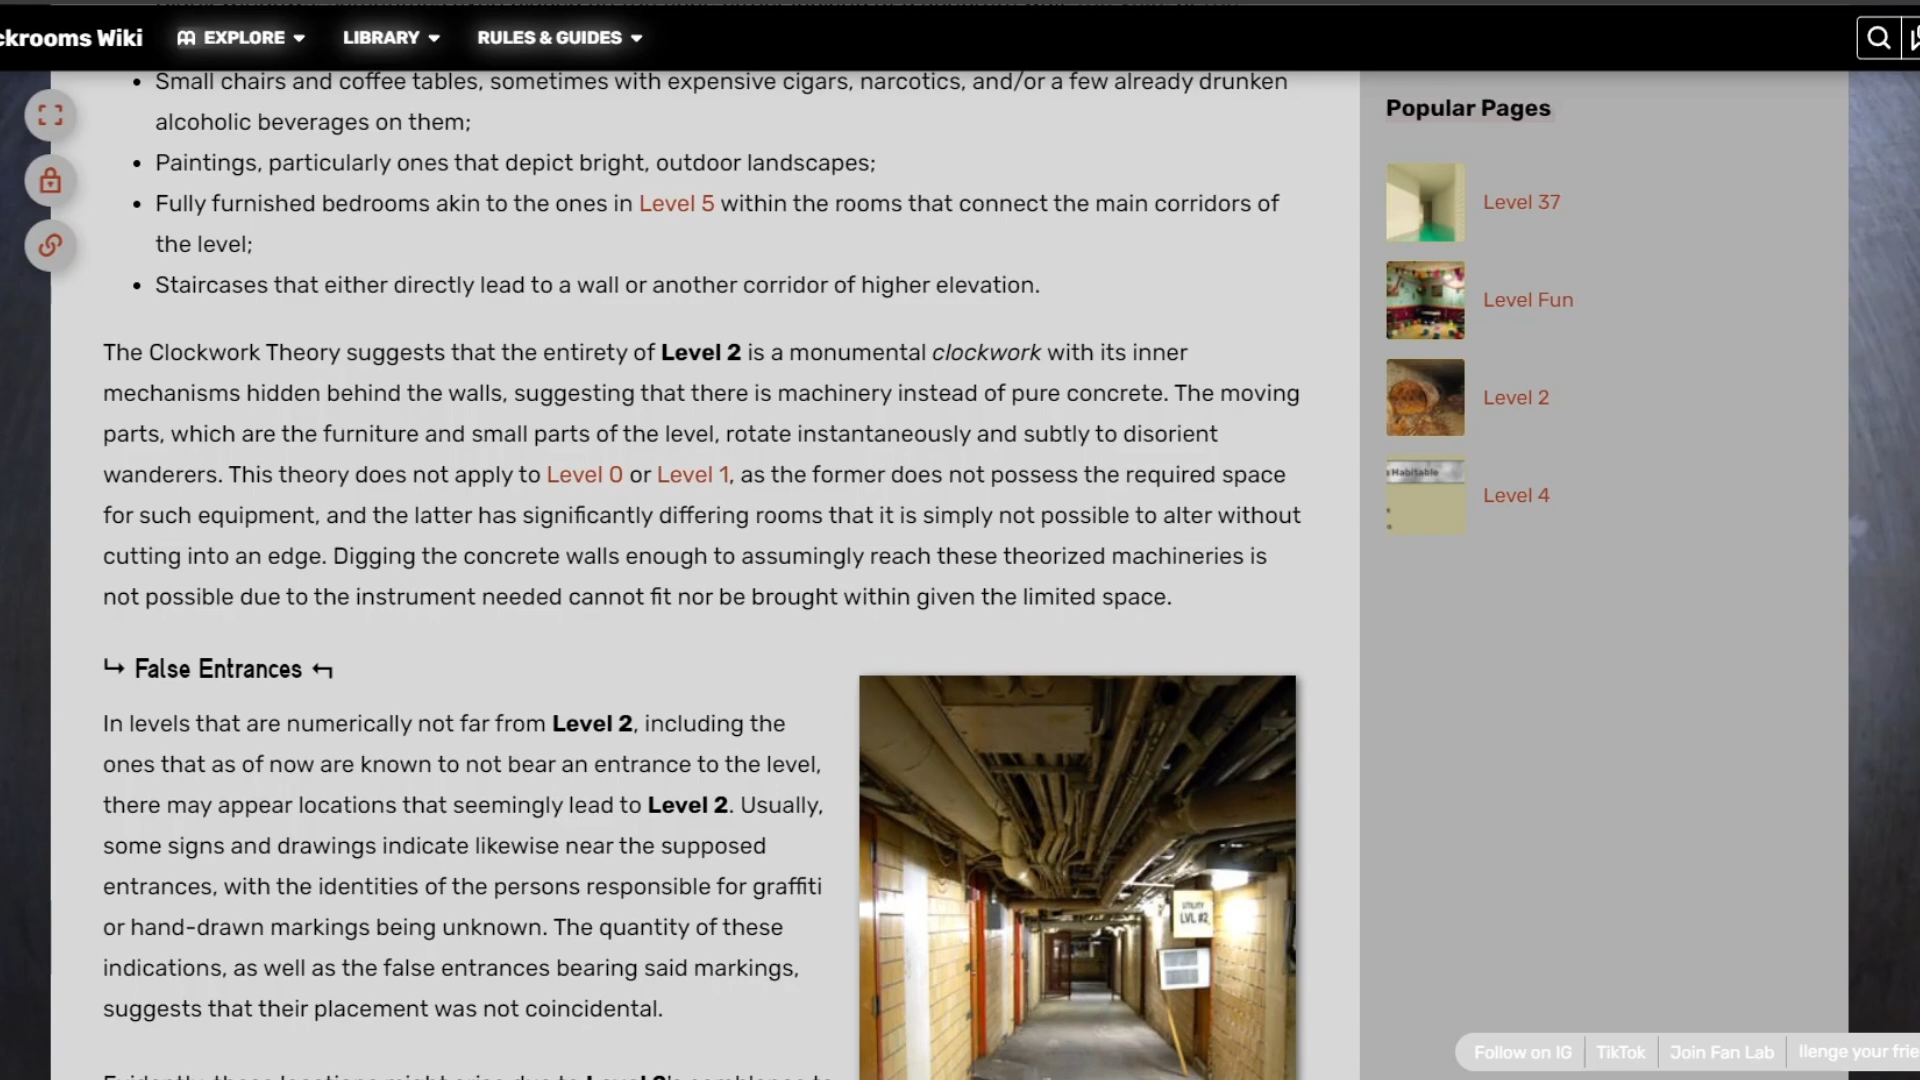 ckrooms Wiki
EXPLORE
LIBRARY
RULES & GUIDES
• Small chairs and coffee tables, sometimes with expensive cigars, narcotics, and/or a few already drunken
alcoholic beverages on them;
• Paintings, particularly ones that depict bright, outdoor landscapes;
• Fully furnished bedrooms akin to the ones in Level 5 within the rooms that connect the main corridors of
the level;
• Staircases that either directly lead to a wall or another corridor of higher elevation.
The Clockwork Theory suggests that the entirety of Level 2 is a monumental clockwork with its inner
mechanisms hidden behind the walls, suggesting that there is machinery instead of pure concrete. The moving
parts, which are the furniture and small parts of the level, rotate instantaneously and subtly to disorient
wanderers. This theory does not apply to Level 0 or Level 1, as the former does not possess the required space
for such equipment, and the latter has significantly differing rooms that it is simply not possible to alter without
cutting into an edge. Digging the concrete walls enough to assumingly reach these theorized machineries is
not possible due to the instrument needed cannot fit nor be brought within given the limited space.
↪ False Entrances ↩
In levels that are numerically not far from Level 2, including the
ones that as of now are known to not bear an entrance to the level,
there may appear locations that seemingly lead to Level 2. Usually,
some signs and drawings indicate likewise near the supposed
entrances, with the identities of the persons responsible for graffiti
or hand-drawn markings being unknown. The quantity of these
indications, as well as the false entrances bearing said markings,
suggests that their placement was not coincidental.
UTILITY
LVL #2
Popular Pages
Level 37
Level Fun
Level 2
Habitable
Level 4
Follow on IG
TikTok
Join Fan Lab
llenge your frie